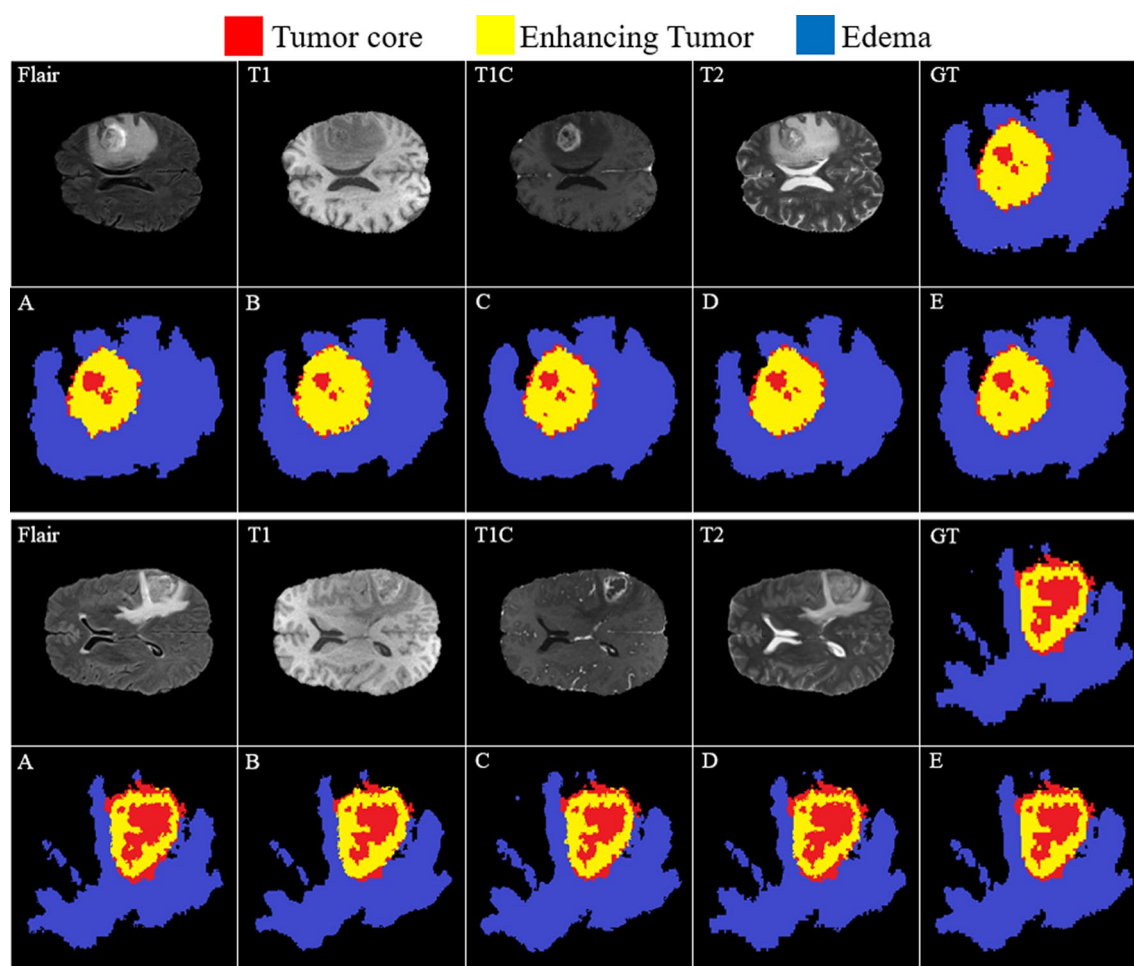 Tumor core Enhancing Tumor Edema
Flair T1 T1C T2 GT
A B C D E
Flair T1 T1C T2 GT
A B C D E